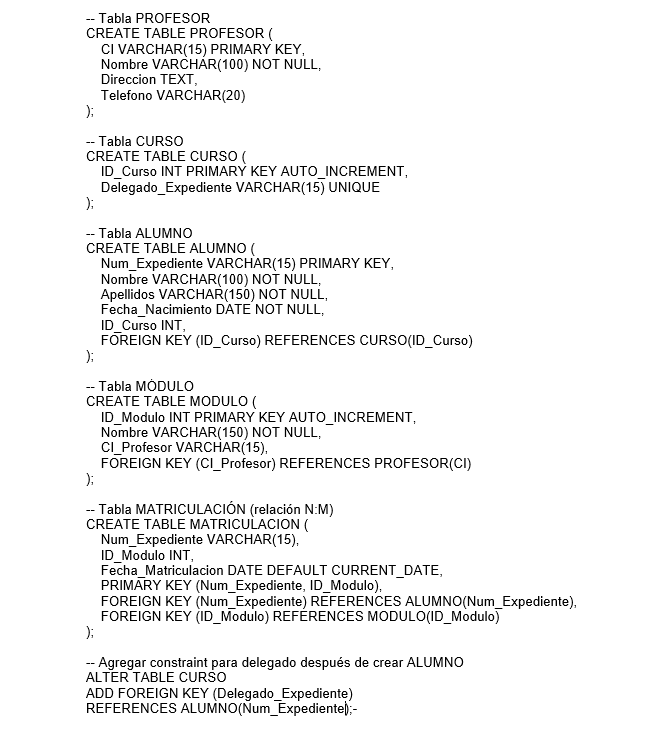 -- Tabla PROFESOR
CREATE TABLE PROFESOR (
CI VARCHAR(15) PRIMARY KEY,
Nombre VARCHAR(100) NOT NULL,
Direccion TEXT,
Telefono VARCHAR(20)
);
-- Tabla CURSO
CREATE TABLE CURSO (
ID_Curso INT PRIMARY KEY AUTO_INCREMENT,
Delegado_Expediente VARCHAR(15) UNIQUE
);
-- Tabla ALUMNO
CREATE TABLE ALUMNO (
Num_Expediente VARCHAR(15) PRIMARY KEY,
Nombre VARCHAR(100) NOT NULL,
Apellidos VARCHAR(150) NOT NULL,
Fecha_Nacimiento DATE NOT NULL,
ID_Curso INT,
FOREIGN KEY (ID_Curso) REFERENCES CURSO(ID_Curso)
);
-- Tabla MÓDULO
CREATE TABLE MODULO (
ID_Modulo INT PRIMARY KEY AUTO_INCREMENT,
Nombre VARCHAR(150) NOT NULL,
CI_Profesor VARCHAR(15),
FOREIGN KEY (CI_Profesor) REFERENCES PROFESOR(CI)
);
-- Tabla MATRICULACIÓN (relación N:M)
CREATE TABLE MATRICULACION (
Num_Expediente VARCHAR(15),
ID_Modulo INT,
Fecha_Matriculacion DATE DEFAULT CURRENT_DATE,
PRIMARY KEY (Num_Expediente, ID_Modulo),
FOREIGN KEY (Num_Expediente) REFERENCES ALUMNO(Num_Expediente),
FOREIGN KEY (ID_Modulo) REFERENCES MODULO(ID_Modulo)
);
-- Agregar constraint para delegado después de crear ALUMNO
ALTER TABLE CURSO
ADD FOREIGN KEY (Delegado_Expediente)
REFERENCES ALUMNO(Num_Expediente);-